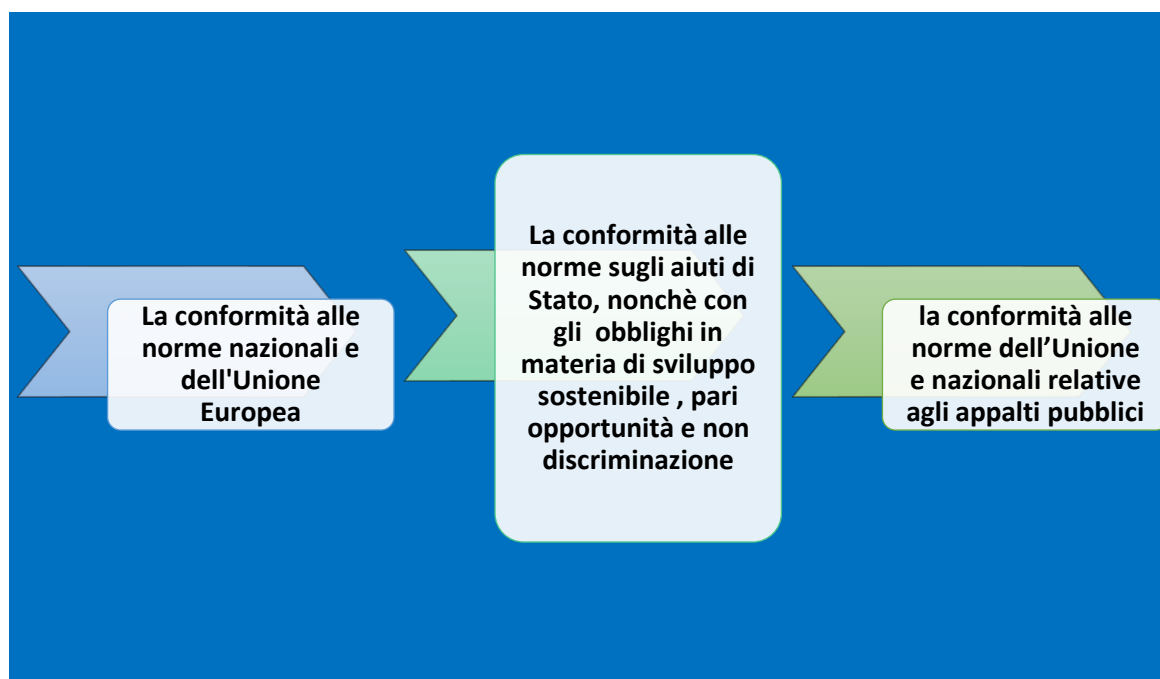 La conformità alle
norme nazionali e
dell'Unione
Europea
La conformità alle
norme sugli aiuti di
Stato, nonchè con
gli obblighi in
materia di sviluppo
sostenibile , pari
opportunità e non
discriminazione
la conformità alle
norme dell’Unione
e nazionali relative
agli appalti pubblici